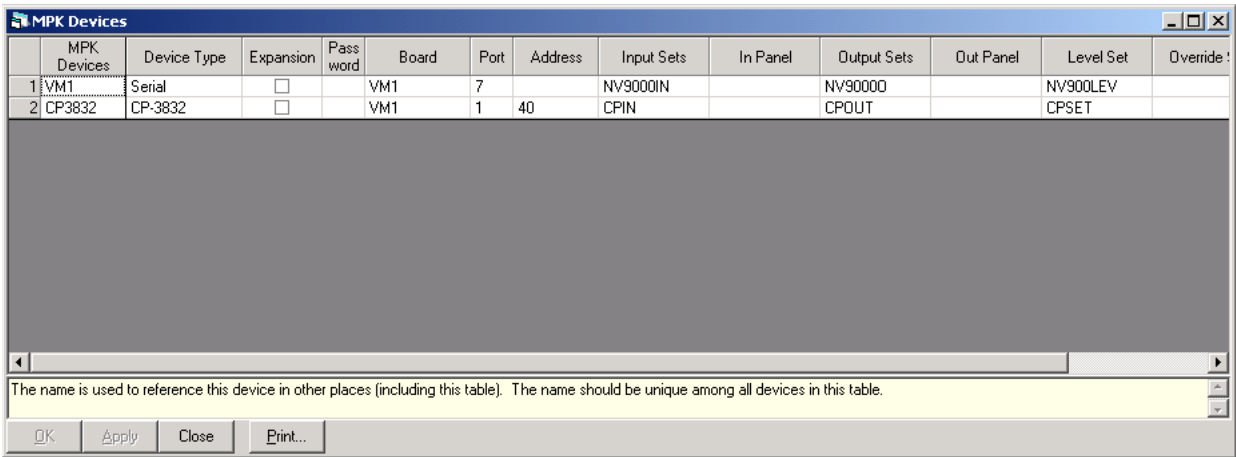 MPK Devices
MPK Devices Device Type Expansion Pass word Board Port Address Input Sets In Panel Output Sets Out Panel Level Set Override
1 VM1 Serial VM1 7 NV9000IN NV9000O NV900LEV
2 CP3832 CP-3832 VM1 1 40 CPIN CPOUT CPSET
The name is used to reference this device in other places (including this table). The name should be unique among all devices in this table.
OK Apply Close Print...